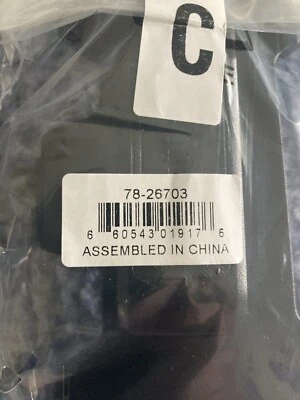 C
78-26703
6 60543 01917 6
ASSEMBLED IN CHINA